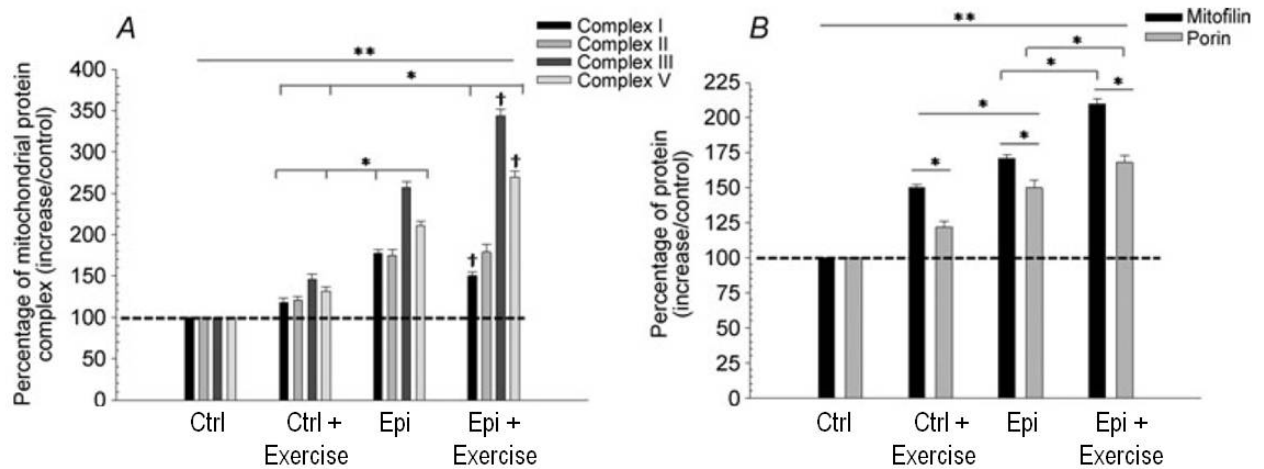 A
Complex I
Complex II
Complex III
Complex V
**
*
*
†
†
†
Percentage of mitochondrial protein
complex (increase/control)
400
350
300
250
200
150
100
50
0
Ctrl
Ctrl +
Exercise
Epi
Epi +
Exercise
B
Mitofilin
Porin
**
*
*
*
*
*
*
Percentage of protein
(increase/control)
225
200
175
150
125
100
75
50
25
0
Ctrl
Ctrl +
Exercise
Epi
Epi +
Exercise